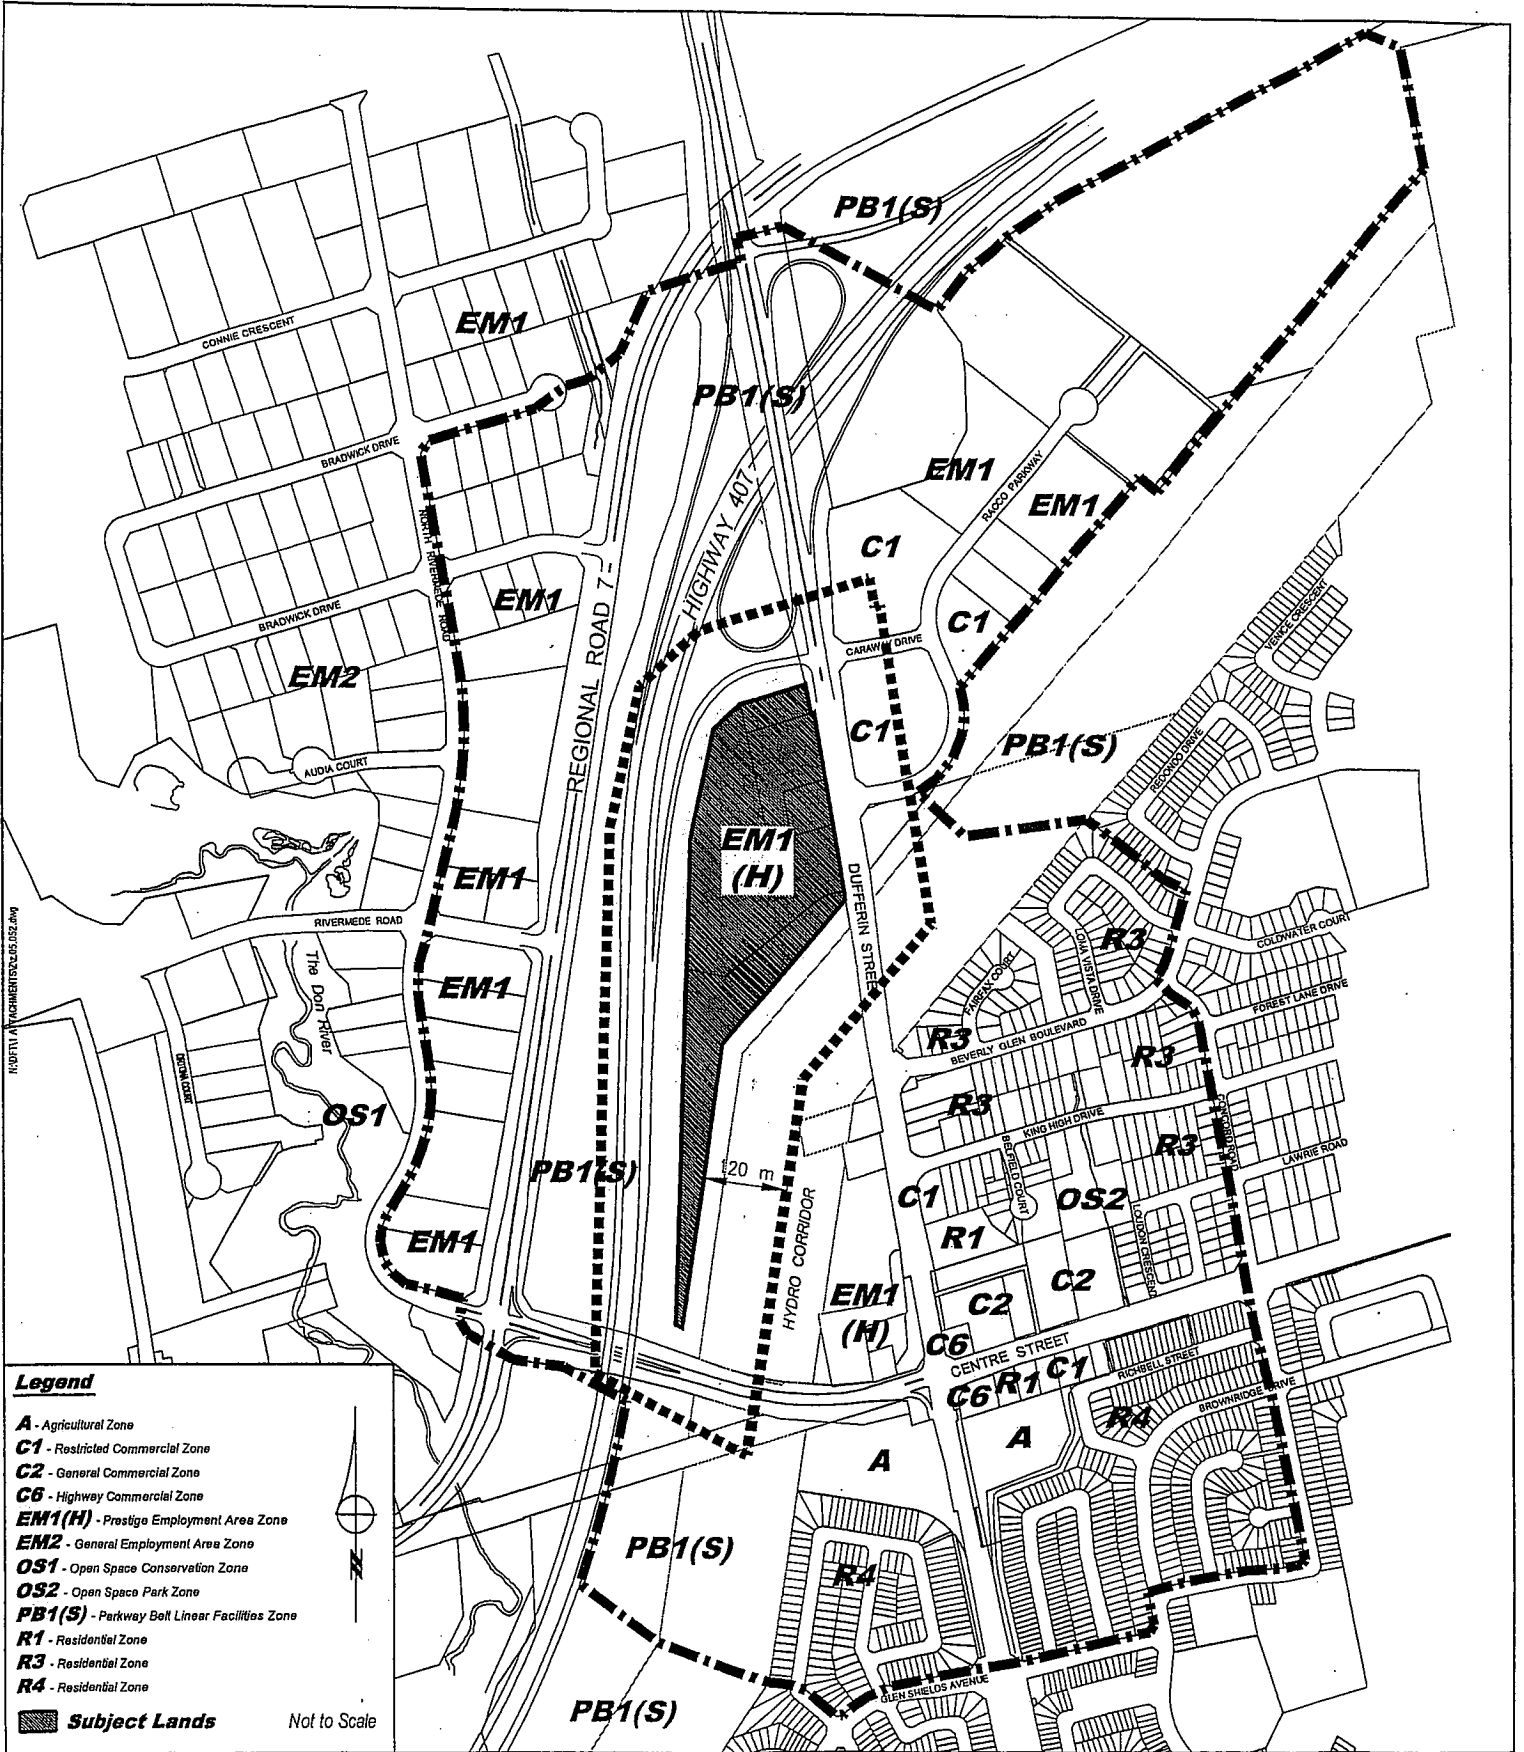 PB1(S)
EM1
CONNIE CRESCENT
PB1(S)
BRADWICK DRIVE
HIGHWAY 407
EM1
RACCO PARKWAY
EM1
NORTH RIVERMEDE ROAD
C1
EM1
REGIONAL ROAD 7
BRADWICK DRIVE
C1
CARAWAY DRIVE
VENICE CRESCENT
EM2
C1
PB1(S)
REDONDO DRIVE
AUDIA COURT
EM1
(H)
EM1
DUFFERIN STREET
RIVERMEDE ROAD
The Don River
EM1
LOMA VISTA DRIVE
R3
COLDWATER COURT
FAIRFAX COURT
FOREST LANE DRIVE
R3
BEVERLY GLEN BOULEVARD
R3
OS1
R3
KING HIGH DRIVE
CONCORD ROAD
R3
LAWRIE ROAD
BELFIELD COURT
PB1(S)
120 m
C1
OS2
LOUDON CRESCENT
R1
HYDRO CORRIDOR
EM1
EM1
(H)
C2
C2
C6
CENTRE STREET
C6
R1
C1
RICHBELL STREET
BROWNRIDGE DRIVE
R4
A
A
PB1(S)
R4
GLEN SHIELDS AVENUE
PB1(S)
Legend
A - Agricultural Zone
C1 - Restricted Commercial Zone
C2 - General Commercial Zone
C6 - Highway Commercial Zone
EM1(H) - Prestige Employment Area Zone
EM2 - General Employment Area Zone
OS1 - Open Space Conservation Zone
OS2 - Open Space Park Zone
PB1(S) - Parkway Belt Linear Facilities Zone
R1 - Residential Zone
R3 - Residential Zone
R4 - Residential Zone
N
Subject Lands
Not to Scale